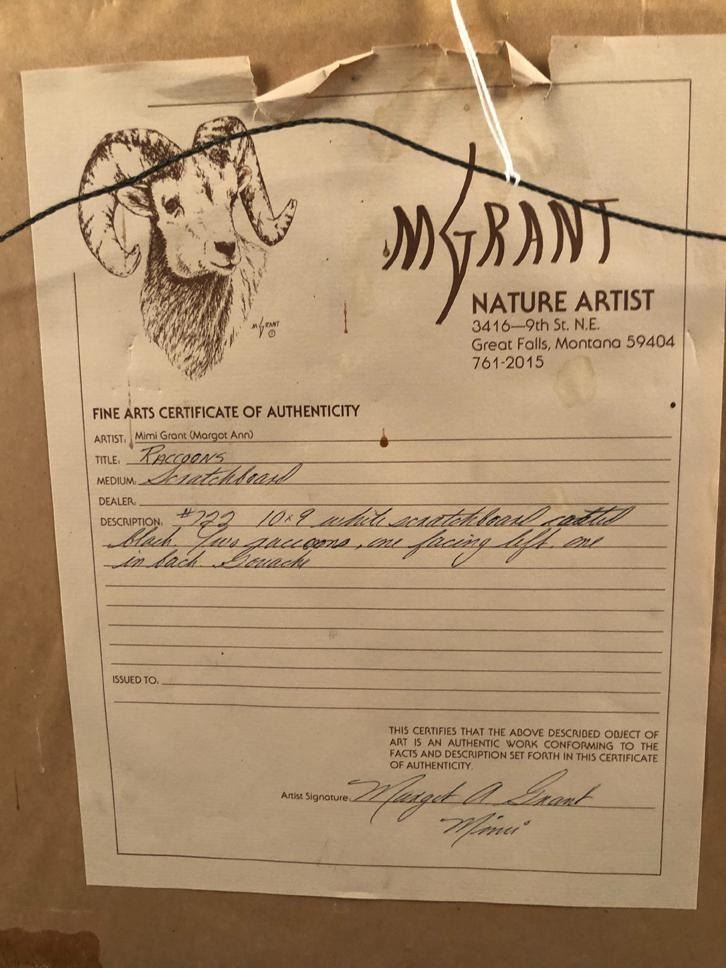 MGRANT
NATURE ARTIST
3416—9th St. N.E.
Great Falls, Montana 59404
761-2015
M GRANT ©
FINE ARTS CERTIFICATE OF AUTHENTICITY
ARTIST: Mimi Grant (Margot Ann)
TITLE: Raccoons
MEDIUM: Scratchboard
DEALER:
DESCRIPTION: #722 10×9 white scratchboard coated
black. Two raccoons, one facing left, one
in back. Gouache
ISSUED TO:
THIS CERTIFIES THAT THE ABOVE DESCRIBED OBJECT OF
ART IS AN AUTHENTIC WORK CONFORMING TO THE
FACTS AND DESCRIPTION SET FORTH IN THIS CERTIFICATE
OF AUTHENTICITY.
Artist Signature: Margot A Grant
Mimi